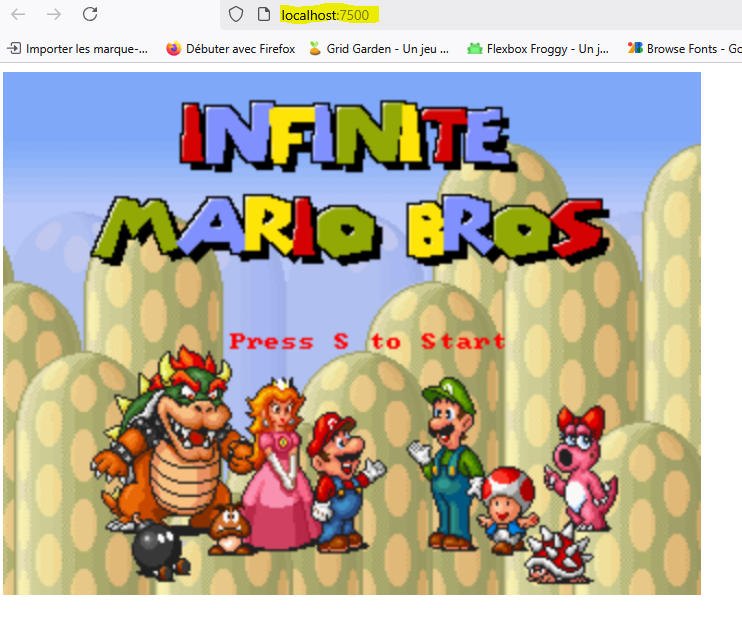 localhost:7500
Importer les marque-... Débuter avec Firefox Grid Garden - Un jeu ... Flexbox Froggy - Un j... Browse Fonts - Go
INFINITE
MARIO BROS
Press S to Start